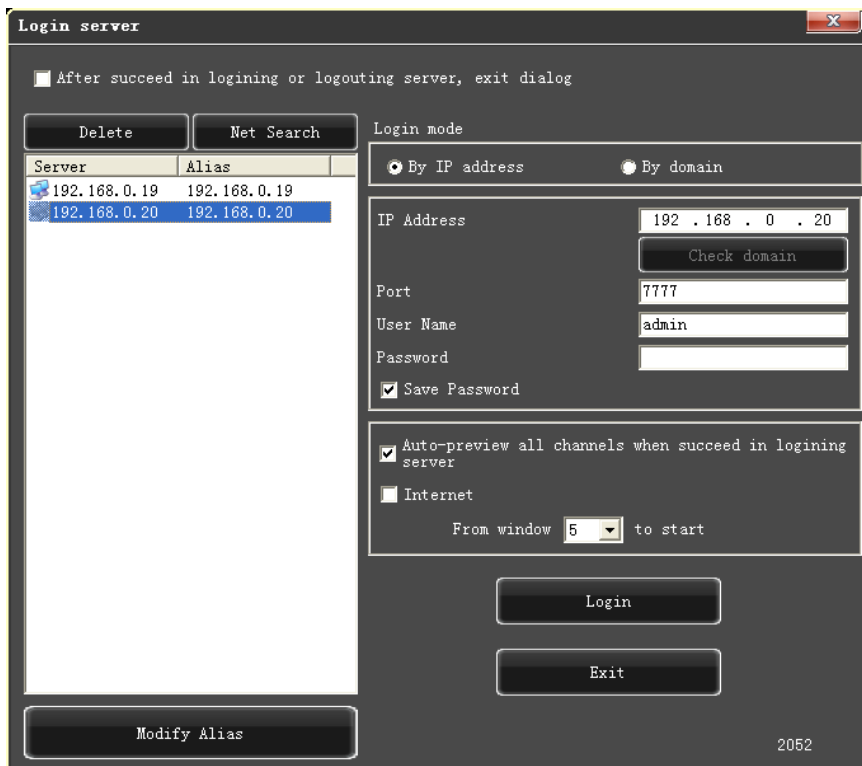 Login server
After succeed in logining or logouting server, exit dialog
Delete
Net Search
Server Alias
192.168.0.19 192.168.0.19
192.168.0.20 192.168.0.20
Modify Alias
Login mode
By IP address
By domain
IP Address 192 .168 . 0 . 20
Check domain
Port 7777
User Name admin
Password
Save Password
Auto-preview all channels when succeed in logining
server
Internet
From window 5 to start
Login
Exit
2052